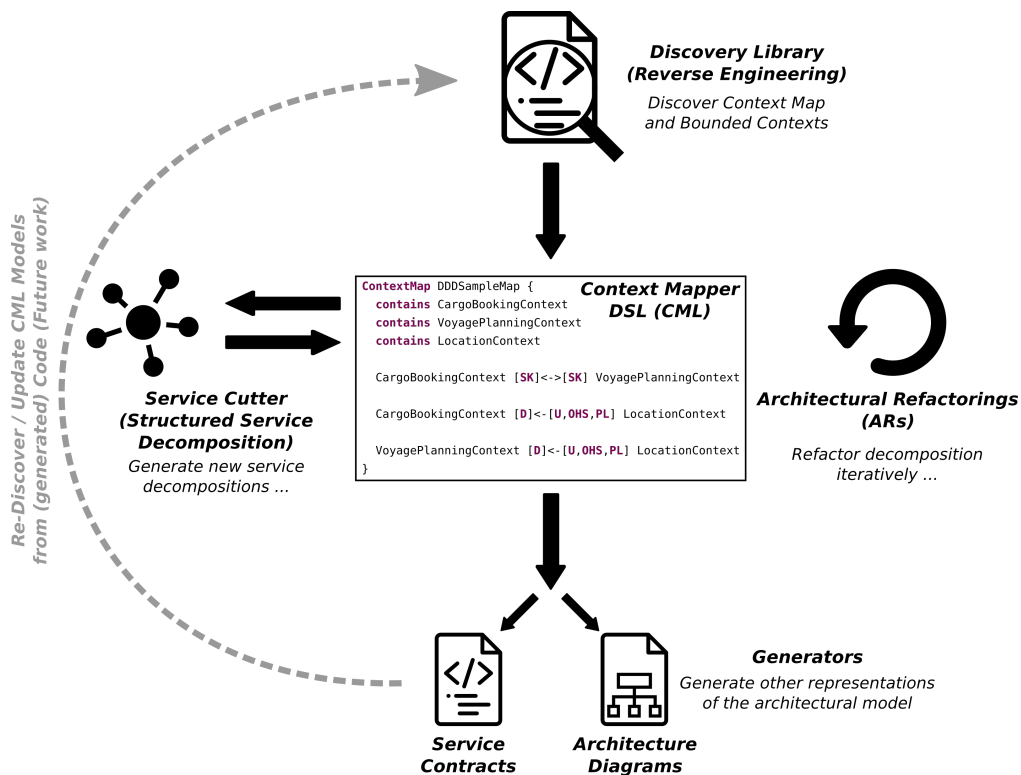 Discovery Library
(Reverse Engineering)
Discover Context Map
and Bounded Contexts
Re-Discover / Update CML Models
from (generated) Code (Future work)
Context Mapper
DSL (CML)
ContextMap DDDSampleMap {
contains CargoBookingContext
contains VoyagePlanningContext
contains LocationContext
CargoBookingContext [SK]<->[SK] VoyagePlanningContext
CargoBookingContext [D]<-[U,OHS,PL] LocationContext
VoyagePlanningContext [D]<-[U,OHS,PL] LocationContext
}
Service Cutter
(Structured Service
Decomposition)
Generate new service
decompositions ...
Architectural Refactorings
(ARs)
Refactor decomposition
iteratively ...
Generators
Generate other representations
of the architectural model
Service
Contracts
Architecture
Diagrams